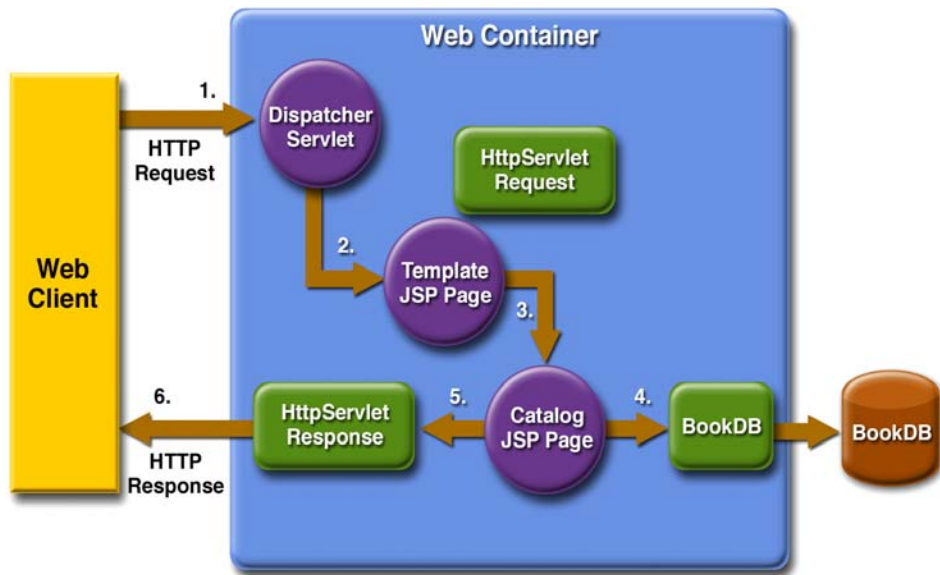 Web Container
1.
Dispatcher
Servlet
HTTP
Request
HttpServlet
Request
2.
Template
JSP Page
Web
Client
3.
6.
HttpServlet
Response
5.
Catalog
JSP Page
4.
BookDB
BookDB
HTTP
Response